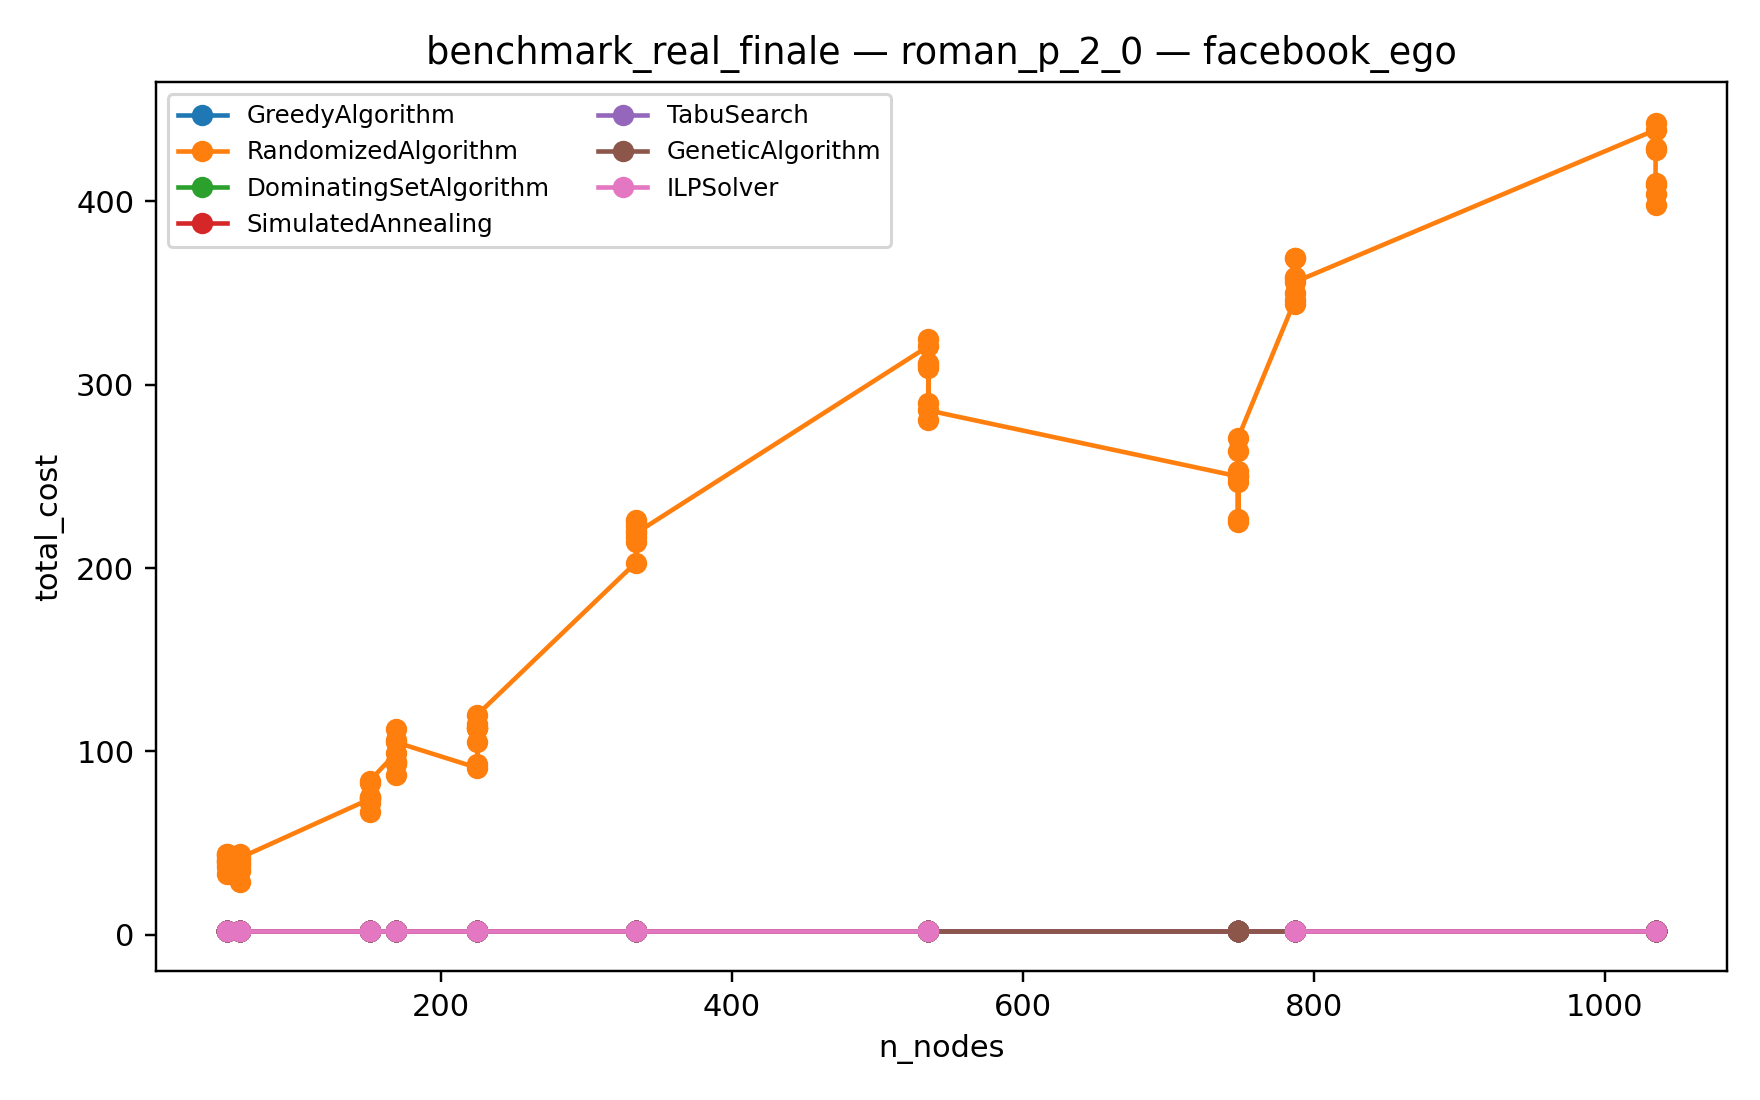 benchmark_real_finale — roman_p_2_0 — facebook_ego
GreedyAlgorithm
RandomizedAlgorithm
DominatingSetAlgorithm
SimulatedAnnealing
TabuSearch
GeneticAlgorithm
ILPSolver
total_cost
400
300
200
100
0
200 400 600 800 1000
n_nodes